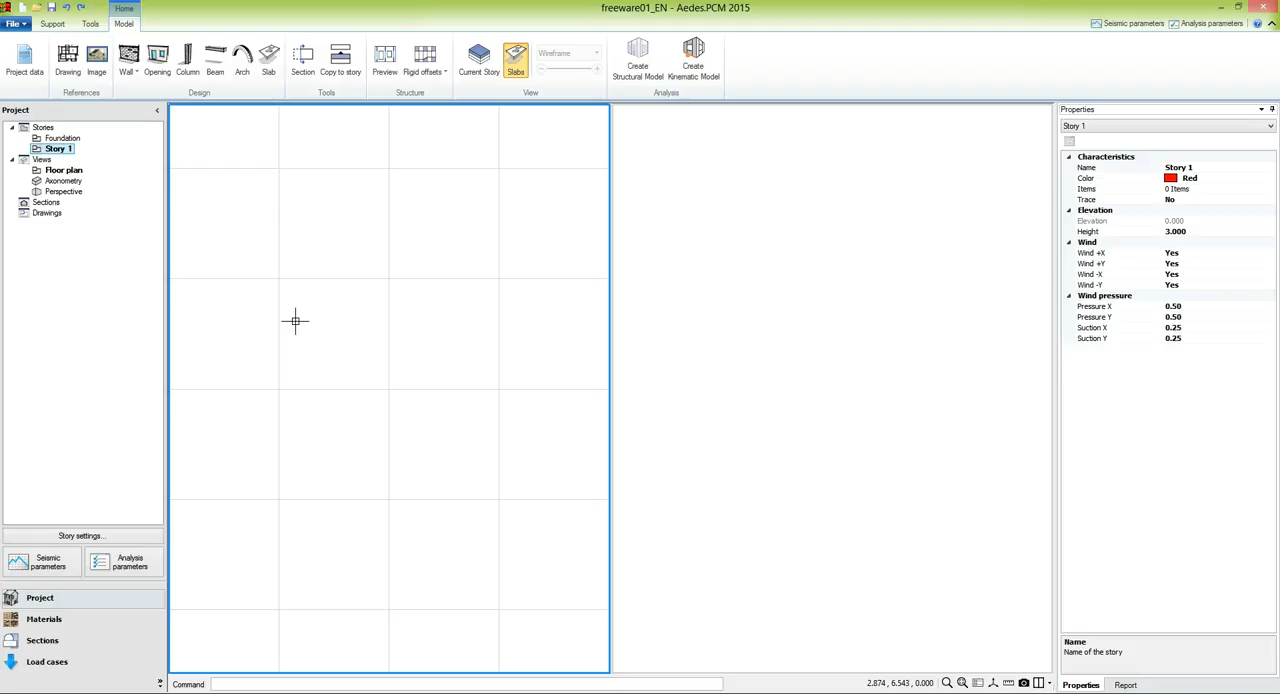 freeware01_EN - Aedes.PCM 2015
Home
File
Support
Tools
Model
Seismic parameters
Analysis parameters
Project data
Drawing
Image
Wall
Opening
Column
Beam
Arch
Slab
Section
Copy to story
Preview
Rigid offsets
Current Story
Slabs
Wireframe
Create
Structural Model
Create
Kinematic Model
References
Design
Tools
Structure
View
Analysis
Project
Stories
Foundation
Story 1
Views
Floor plan
Axonometry
Perspective
Sections
Drawings
Story settings...
Seismic
parameters
Analysis
parameters
Project
Materials
Sections
Load cases
Command
2.874 , 6.543 , 0.000
Properties
Story 1
Characteristics
Name Story 1
Color Red
Items 0 Items
Trace No
Elevation
Elevation 0.000
Height 3.000
Wind
Wind +X Yes
Wind +Y Yes
Wind -X Yes
Wind -Y Yes
Wind pressure
Pressure X 0.50
Pressure Y 0.50
Suction X 0.25
Suction Y 0.25
Name
Name of the story
Properties
Report